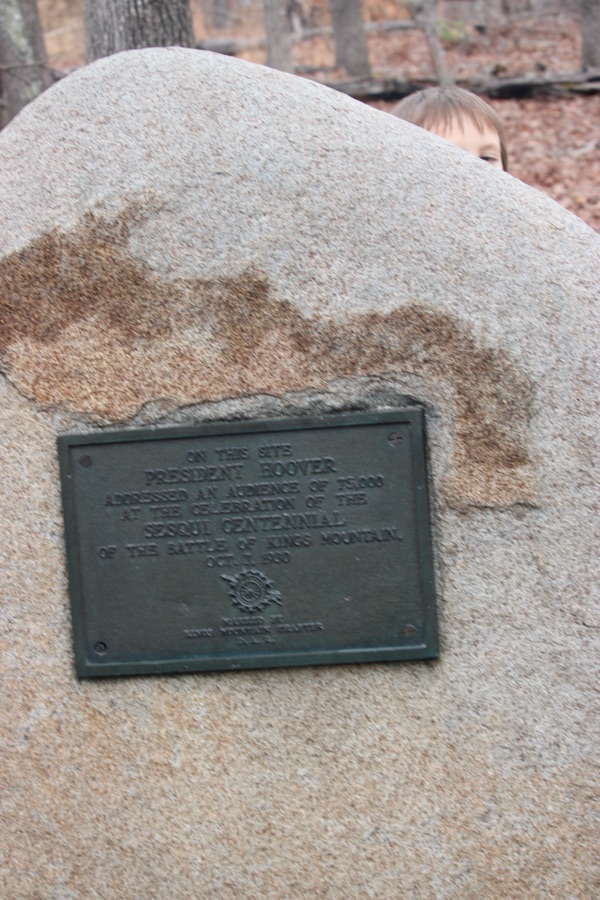 ON THIS SITE
PRESIDENT HOOVER
ADDRESSED AN AUDIENCE OF 75,000
AT THE CELEBRATION OF THE
SESQUI CENTENNIAL
OF THE BATTLE OF KINGS MOUNTAIN.
OCT. 7, 1930
MARKED BY
KINGS MOUNTAIN CHAPTER
D.A.R.